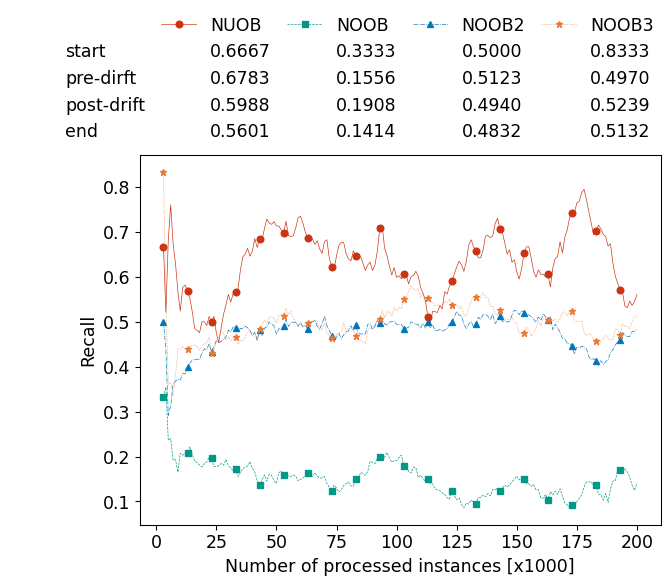 NUOB NOOB NOOB2 NOOB3
start 0.6667 0.3333 0.5000 0.8333
pre-dirft 0.6783 0.1556 0.5123 0.4970
post-drift 0.5988 0.1908 0.4940 0.5239
end 0.5601 0.1414 0.4832 0.5132
0.8
0.7
0.6
0.5
0.4
0.3
0.2
0.1
Recall
0 25 50 75 100 125 150 175 200
Number of processed instances [x1000]